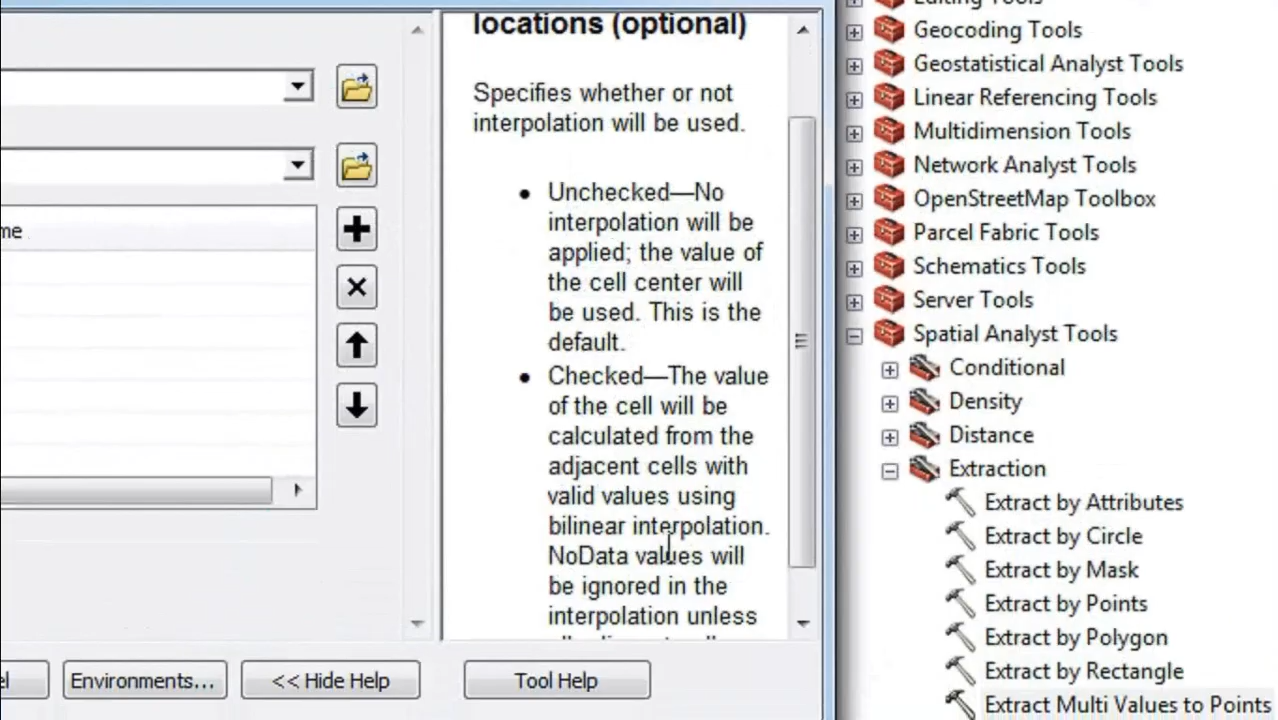 me
el
Environments...
<< Hide Help
Tool Help
locations (optional)
Specifies whether or not
interpolation will be used.
Unchecked—No
interpolation will be
applied; the value of
the cell center will
be used. This is the
default.
Checked—The value
of the cell will be
calculated from the
adjacent cells with
valid values using
bilinear interpolation.
NoData values will
be ignored in the
interpolation unless
Editing Tools
Geocoding Tools
Geostatistical Analyst Tools
Linear Referencing Tools
Multidimension Tools
Network Analyst Tools
OpenStreetMap Toolbox
Parcel Fabric Tools
Schematics Tools
Server Tools
Spatial Analyst Tools
Conditional
Density
Distance
Extraction
Extract by Attributes
Extract by Circle
Extract by Mask
Extract by Points
Extract by Polygon
Extract by Rectangle
Extract Multi Values to Points